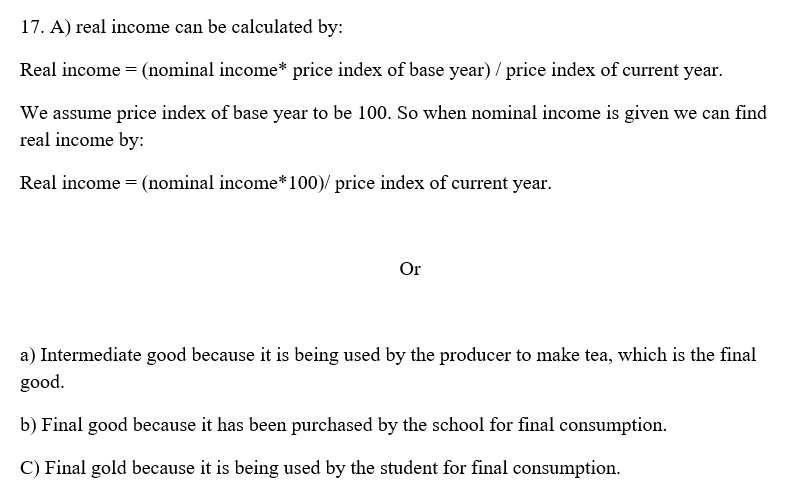 17. A) real income can be calculated by:
Real income = (nominal income* price index of base year) / price index of current year.
We assume price index of base year to be 100. So when nominal income is given we can find
real income by:
Real income = (nominal income*100)/ price index of current year.
Or
a) Intermediate good because it is being used by the producer to make tea, which is the final
good.
b) Final good because it has been purchased by the school for final consumption.
C) Final gold because it is being used by the student for final consumption.